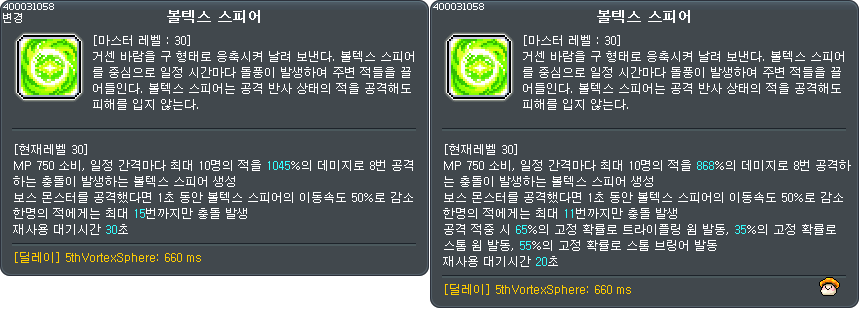 400031058
변경
볼텍스 스피어
[마스터 레벨 : 30]
거센 바람을 구 형태로 응축시켜 날려 보낸다. 볼텍스 스피어
를 중심으로 일정 시간마다 돌풍이 발생하여 주변 적들을 끌
어들인다. 볼텍스 스피어는 공격 반사 상태의 적을 공격해도
피해를 입지 않는다.
[현재레벨 30]
MP 750 소비, 일정 간격마다 최대 10명의 적을 1045%의 데미지로 8번 공격
하는 충돌이 발생하는 볼텍스 스피어 생성
보스 몬스터를 공격했다면 1초 동안 볼텍스 스피어의 이동속도 50%로 감소
한명의 적에게는 최대 15번까지만 충돌 발생
재사용 대기시간 30초
[딜레이] 5thVortexSphere: 660 ms
400031058
볼텍스 스피어
[마스터 레벨 : 30]
거센 바람을 구 형태로 응축시켜 날려 보낸다. 볼텍스 스피어
를 중심으로 일정 시간마다 돌풍이 발생하여 주변 적들을 끌
어들인다. 볼텍스 스피어는 공격 반사 상태의 적을 공격해도
피해를 입지 않는다.
[현재레벨 30]
MP 750 소비, 일정 간격마다 최대 10명의 적을 868%의 데미지로 8번 공격하
는 충돌이 발생하는 볼텍스 스피어 생성
보스 몬스터를 공격했다면 1초 동안 볼텍스 스피어의 이동속도 50%로 감소
한명의 적에게는 최대 11번까지만 충돌 발생
공격 적중 시 65%의 고정 확률로 트라이플링 윔 발동, 35%의 고정 확률로
스톰 윔 발동, 55%의 고정 확률로 스톰 브링어 발동
재사용 대기시간 20초
[딜레이] 5thVortexSphere: 660 ms